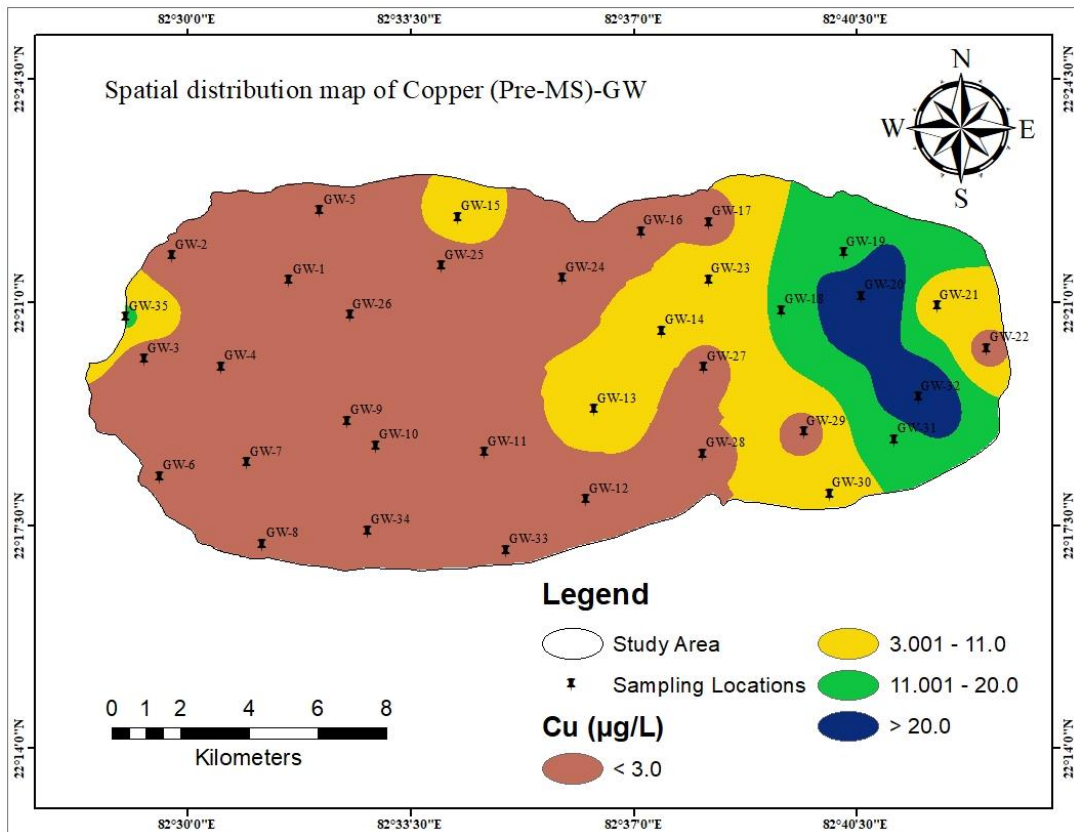 82°30'0"E 82°33'30"E 82°37'0"E 82°40'30"E
22°24'30"N
22°24'30"N
Spatial distribution map of Copper (Pre-MS)-GW
N
W E
S
GW-5
GW-15
GW-17
GW-16
GW-2
GW-19
GW-25
GW-1
GW-24
GW-23
GW-20
22°21'0"N
GW-35
GW-26
GW-18
GW-21
22°21'0"N
GW-14
GW-3
GW-4
GW-27
GW-22
GW-13
GW-32
GW-9
GW-10
GW-29
GW-31
GW-6
GW-7
GW-11
GW-28
GW-12
GW-30
22°17'30"N
GW-8
GW-34
GW-33
22°17'30"N
Legend
Study Area
3.001 - 11.0
Sampling Locations
11.001 - 20.0
Cu (µg/L)
> 20.0
< 3.0
0 1 2 4 6 8
Kilometers
22°14'0"N
22°14'0"N
82°30'0"E 82°33'30"E 82°37'0"E 82°40'30"E